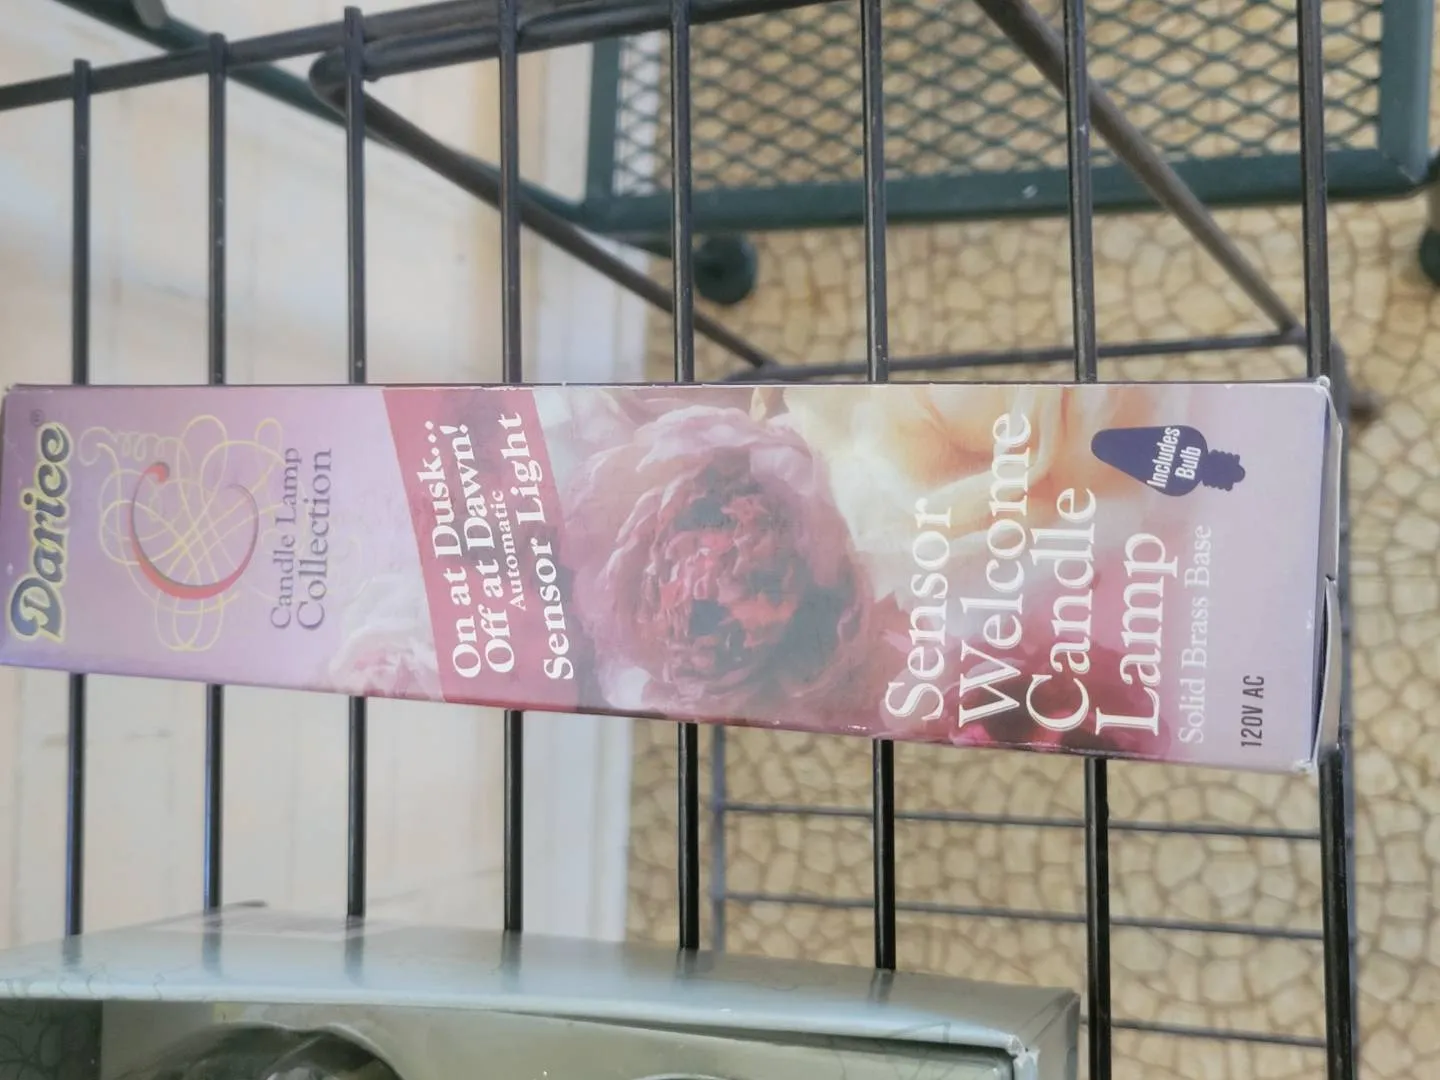 Darice®
C
Candle Lamp
Collection
On at Dusk...
Off at Dawn!
Automatic
Sensor Light
Sensor
Welcome
Candle
Lamp
Includes
Bulb
Solid Brass Base
120V AC